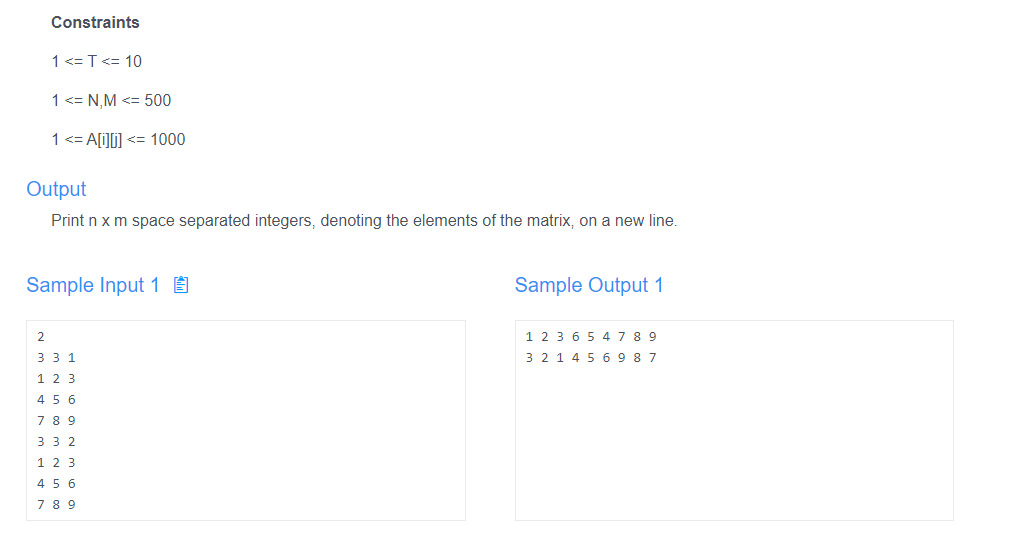 Constraints
1 <= T <= 10
1 <= N,M <= 500
1 <= A[i][j] <= 1000
Output
Print n x m space separated integers, denoting the elements of the matrix, on a new line.
Sample Input 1
2
3 3 1
1 2 3
4 5 6
7 8 9
3 3 2
1 2 3
4 5 6
7 8 9
Sample Output 1
1 2 3 6 5 4 7 8 9
3 2 1 4 5 6 9 8 7